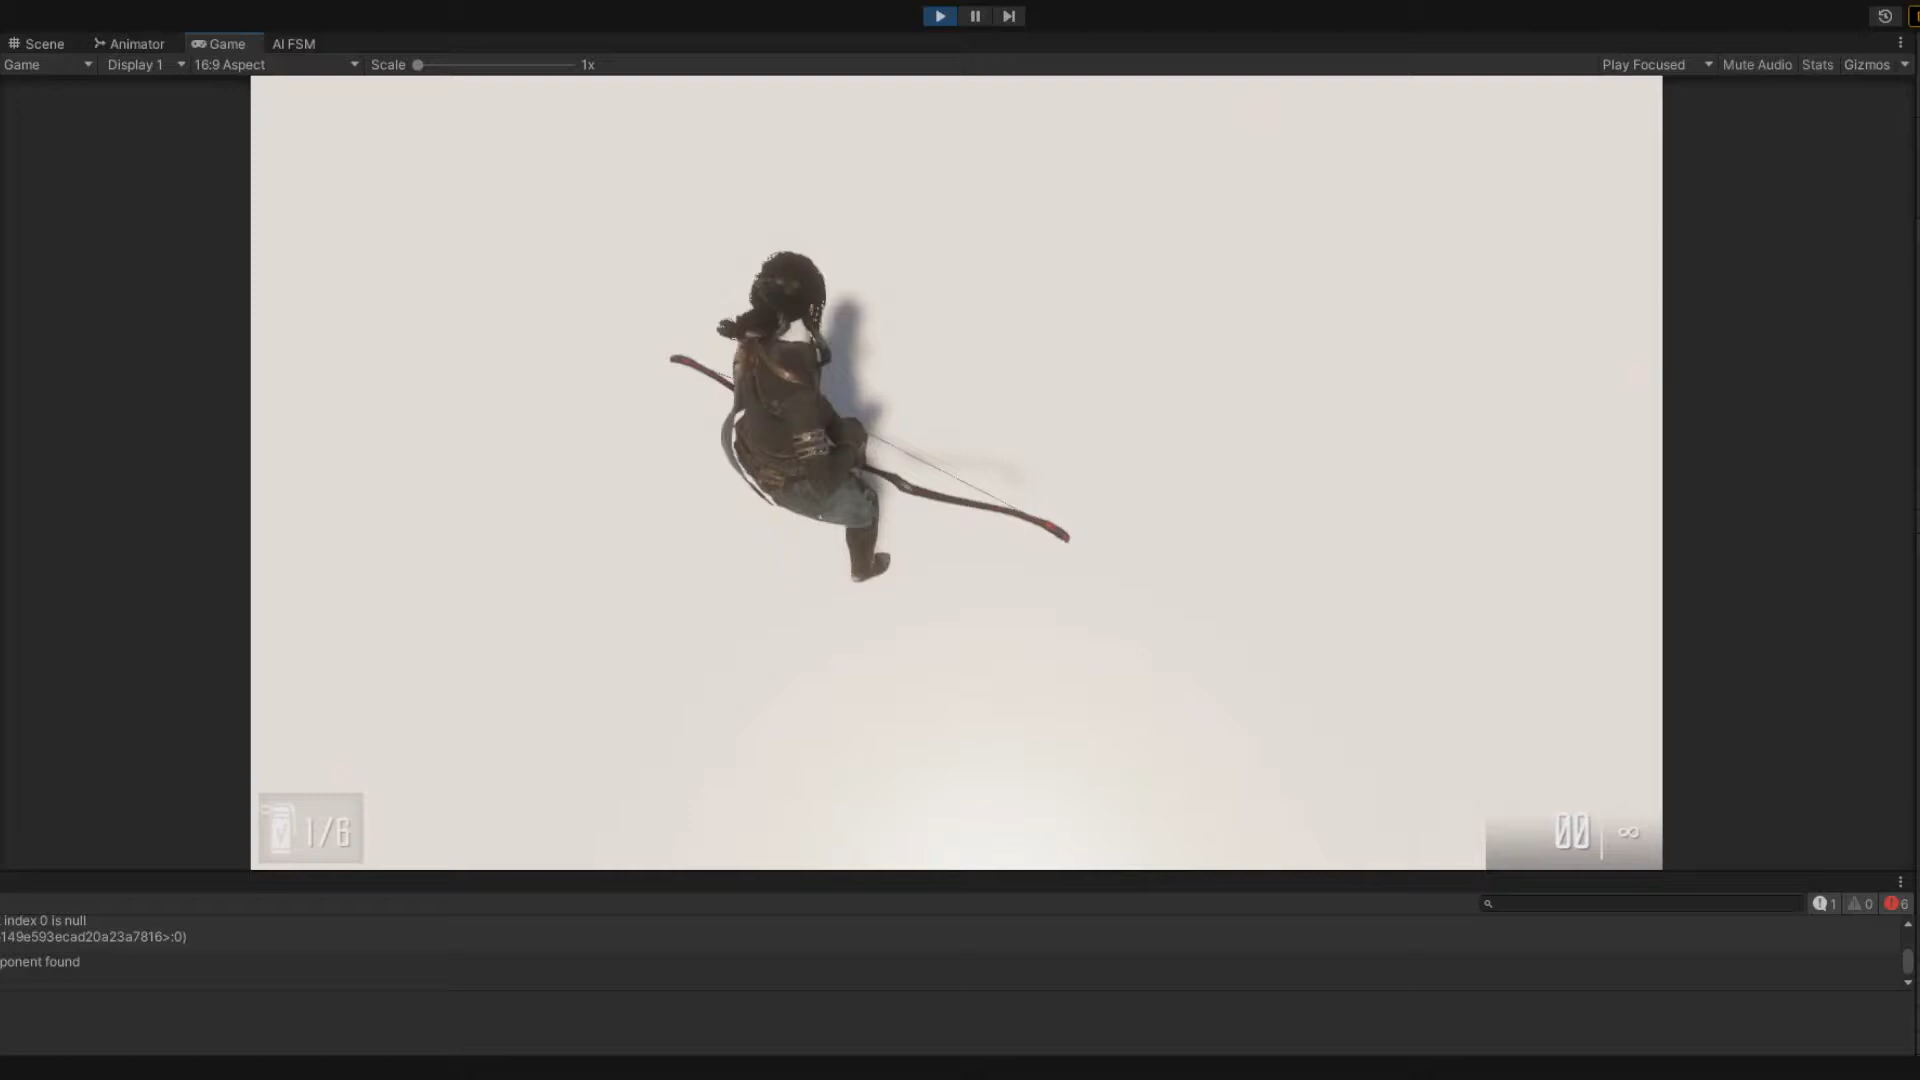 Scene Animator Game AI FSM
Game Display 1 16:9 Aspect Scale 1x Play Focused Mute Audio Stats Gizmos
V 1/6
00 ∞
1 0 6
index 0 is null
149e593ecad20a23a7816>:0)
ponent found